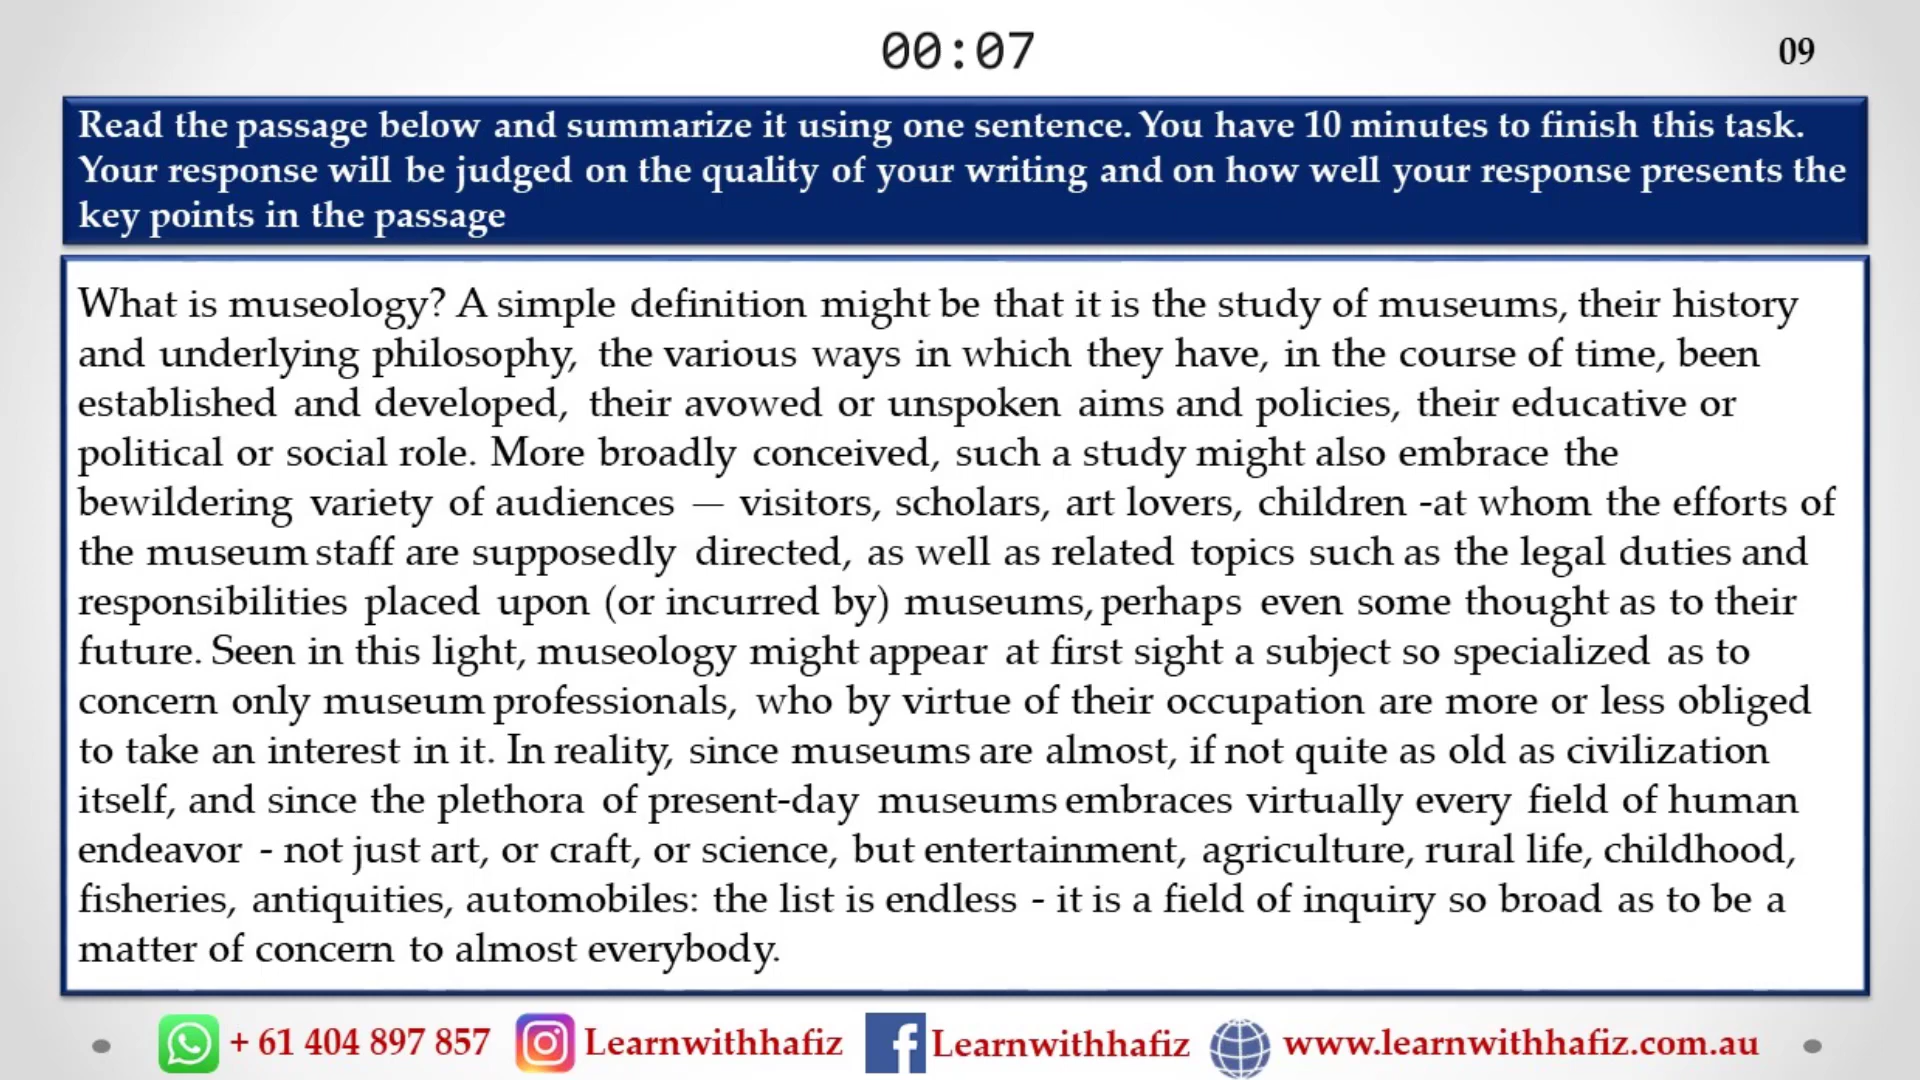 00:07
09
Read the passage below and summarize it using one sentence. You have 10 minutes to finish this task.
Your response will be judged on the quality of your writing and on how well your response presents the
key points in the passage
What is museology? A simple definition might be that it is the study of museums, their history
and underlying philosophy, the various ways in which they have, in the course of time, been
established and developed, their avowed or unspoken aims and policies, their educative or
political or social role. More broadly conceived, such a study might also embrace the
bewildering variety of audiences — visitors, scholars, art lovers, children -at whom the efforts of
the museum staff are supposedly directed, as well as related topics such as the legal duties and
responsibilities placed upon (or incurred by) museums, perhaps even some thought as to their
future. Seen in this light, museology might appear at first sight a subject so specialized as to
concern only museum professionals, who by virtue of their occupation are more or less obliged
to take an interest in it. In reality, since museums are almost, if not quite as old as civilization
itself, and since the plethora of present-day museums embraces virtually every field of human
endeavor - not just art, or craft, or science, but entertainment, agriculture, rural life, childhood,
fisheries, antiquities, automobiles: the list is endless - it is a field of inquiry so broad as to be a
matter of concern to almost everybody.
+ 61 404 897 857 Learnwithhafiz Learnwithhafiz www.learnwithhafiz.com.au